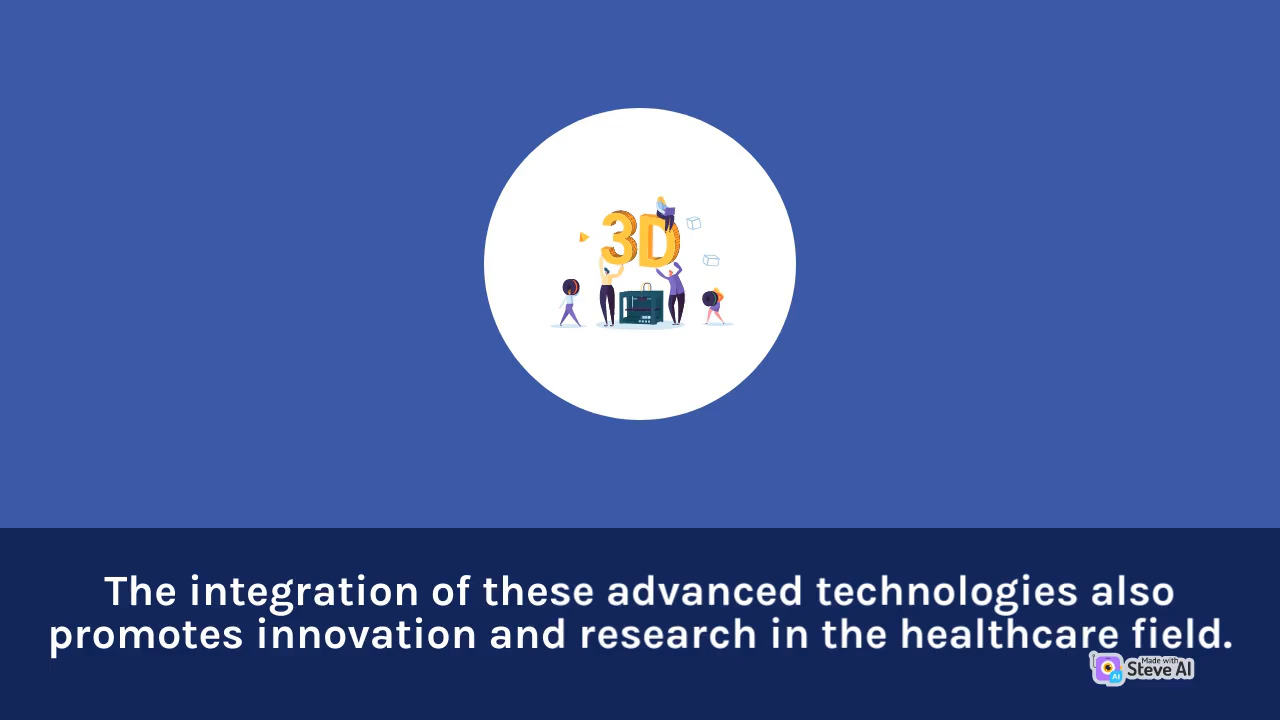 3D
The integration of these advanced technologies also
promotes innovation and research in the healthcare field.
Made with
AI Steve AI